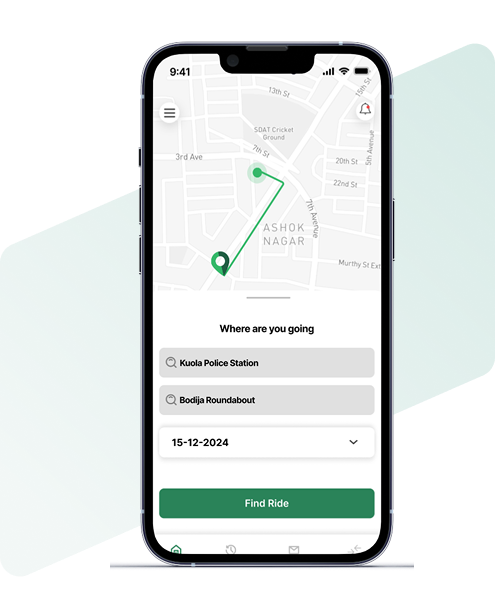 9:41
13th St
15th St
SDAT Cricket
Ground
7th St
3rd Ave
5th Avenue
20th St
22nd St
7th Avenue
ASHOK
NAGAR
Murthy St Ext
Where are you going
Kuola Police Station
Bodija Roundabout
15-12-2024
Find Ride